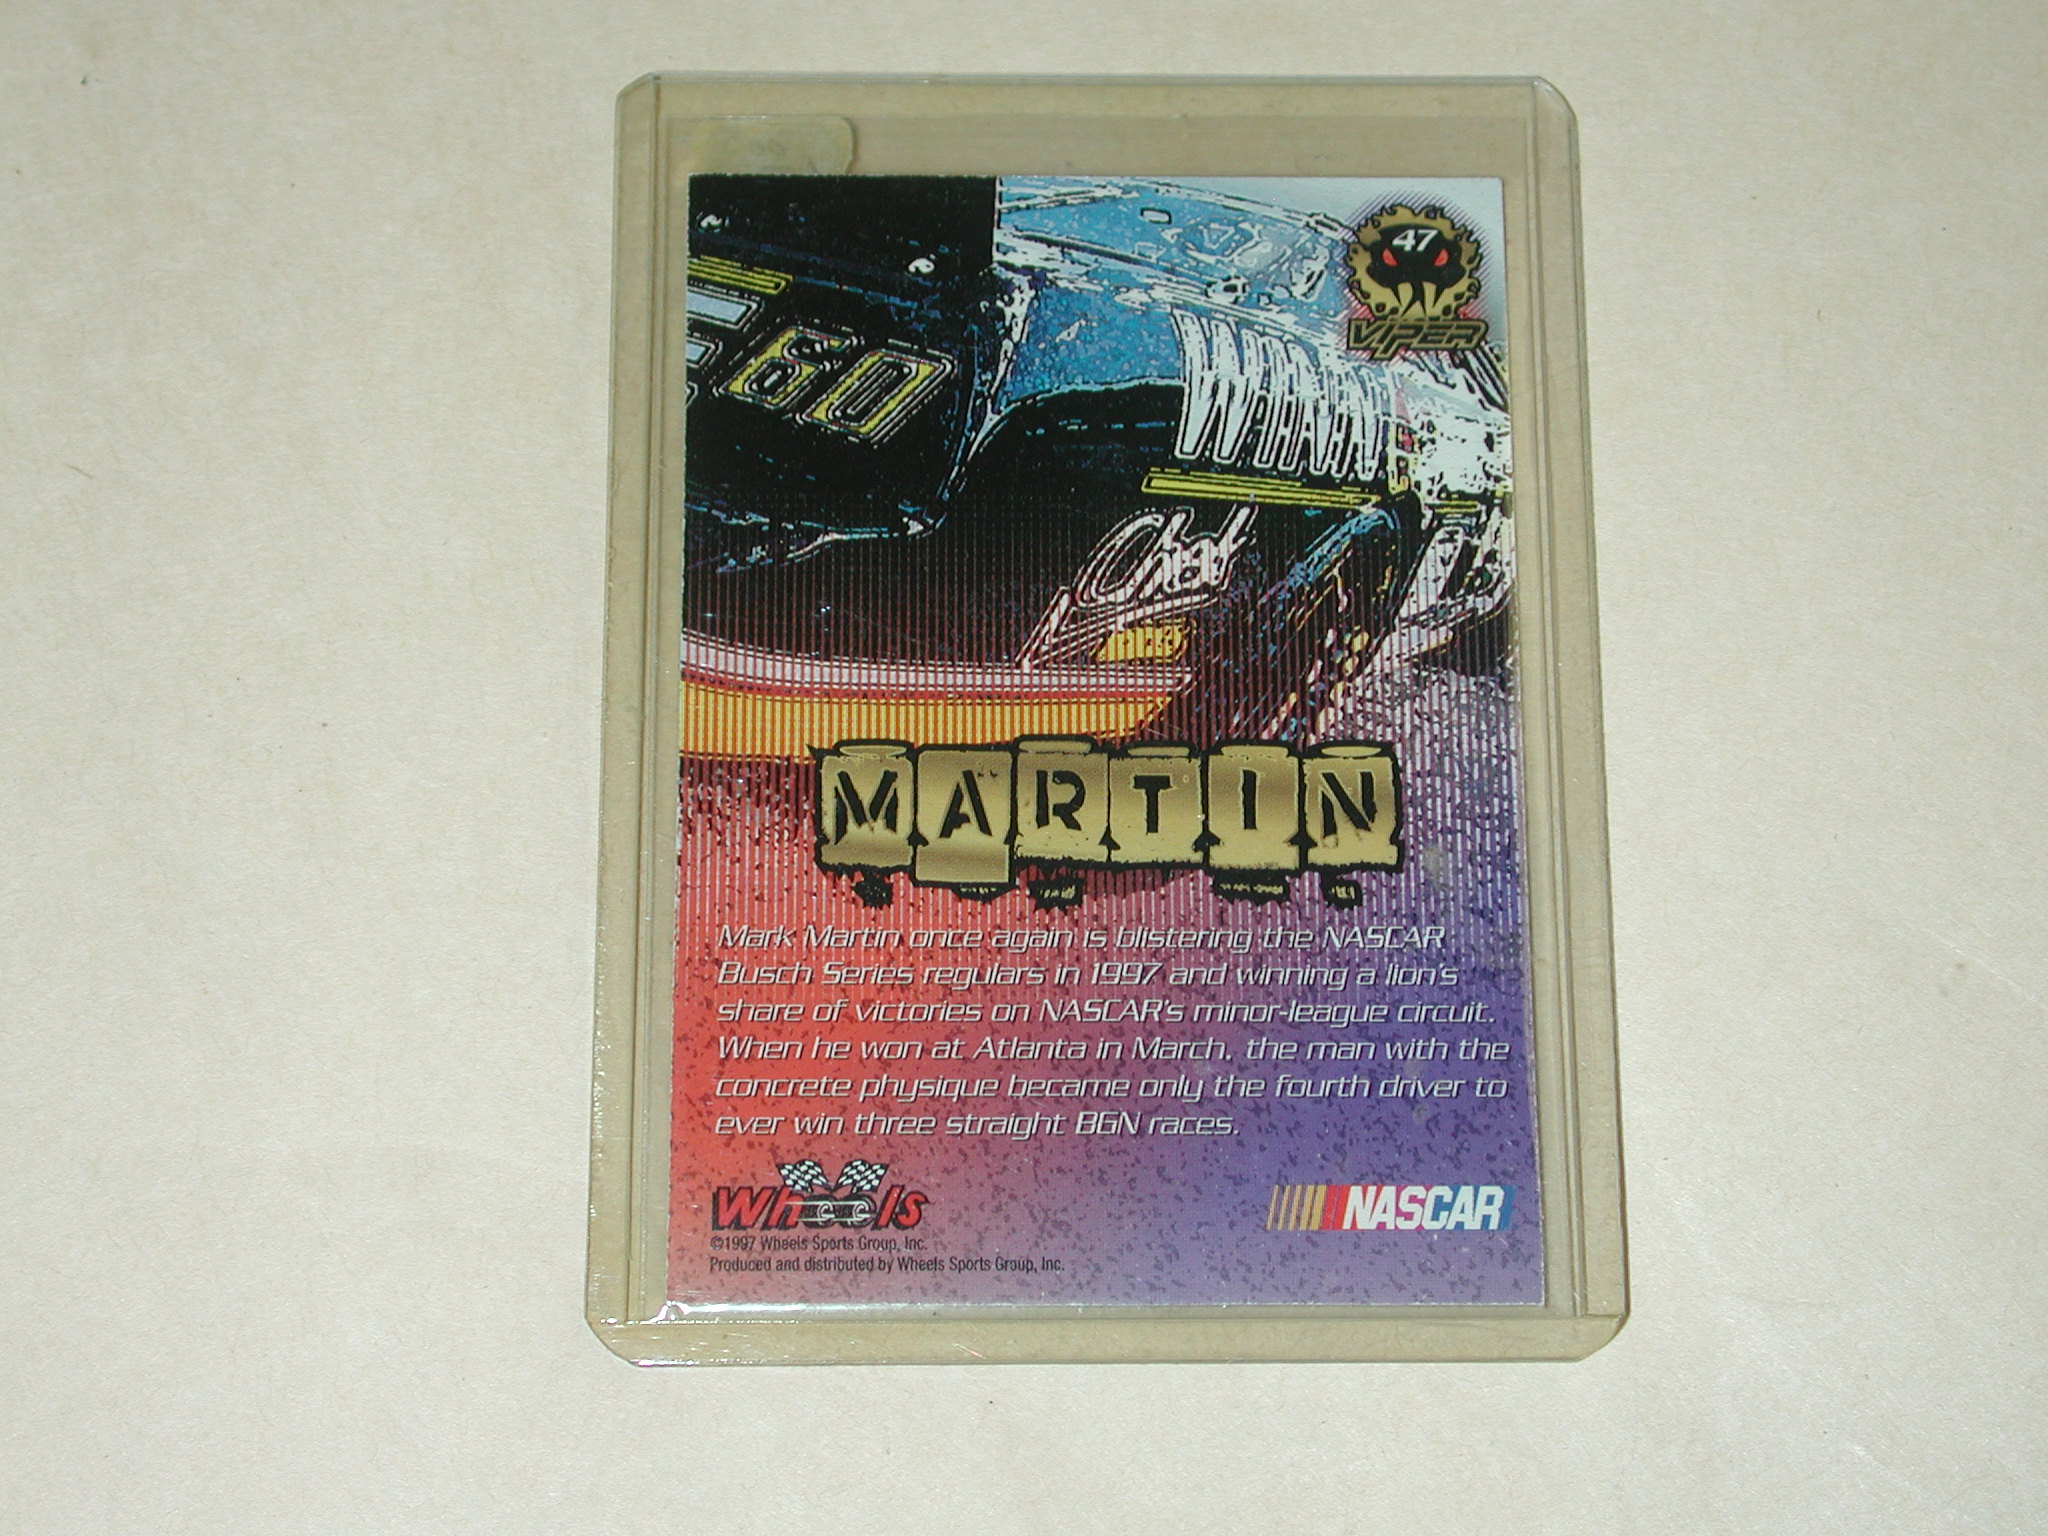 47
VIPER
60
WINN
MARTIN
Mark Martin once again is blistering the NASCAR
Busch Series regulars in 1997 and winning a lion's
share of victories on NASCAR's minor-league circuit.
When he won at Atlanta in March, the man with the
concrete physique became only the fourth driver to
ever win three straight BGN races.
Wheels
NASCAR
©1997 Wheels Sports Group, Inc.
Produced and distributed by Wheels Sports Group, Inc.